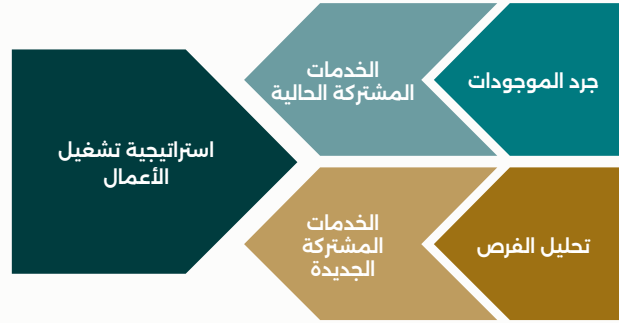 جرد الموجودات
الخدمات
المشتركة الحالية
تحليل الفرص
الخدمات
المشتركة
الجديدة
استراتيجية تشغيل
الأعمال